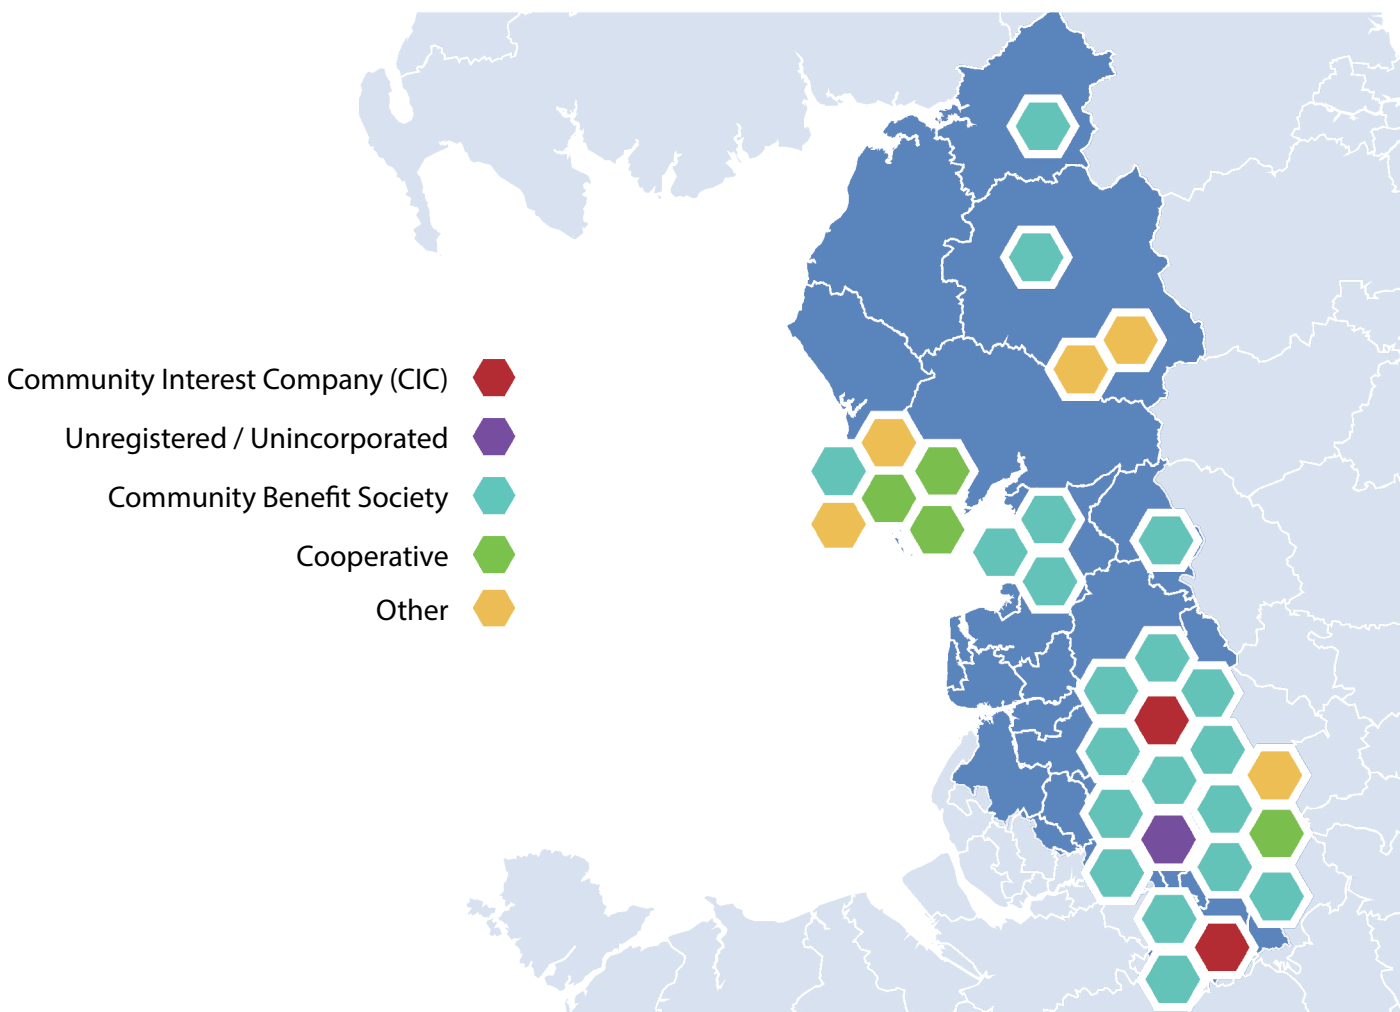 Community Interest Company (CIC)
Unregistered / Unincorporated
Community Benefit Society
Cooperative
Other